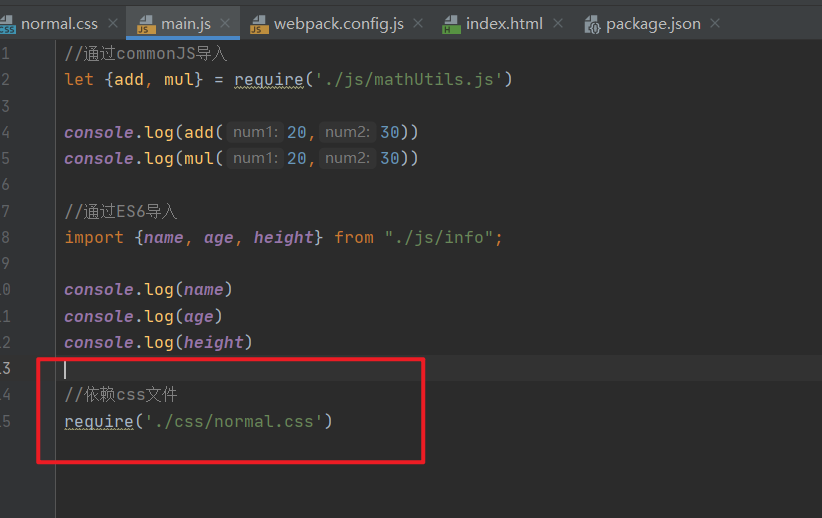 normal.css × main.js × webpack.config.js × index.html × package.json ×
1 //通过commonJS导入
2 let {add, mul} = require('./js/mathUtils.js')
3
4 console.log(add( num1: 20, num2: 30))
5 console.log(mul( num1: 20, num2: 30))
6
7 //通过ES6导入
8 import {name, age, height} from "./js/info";
9
10 console.log(name)
11 console.log(age)
12 console.log(height)
13
14 //依赖css文件
15 require('./css/normal.css')